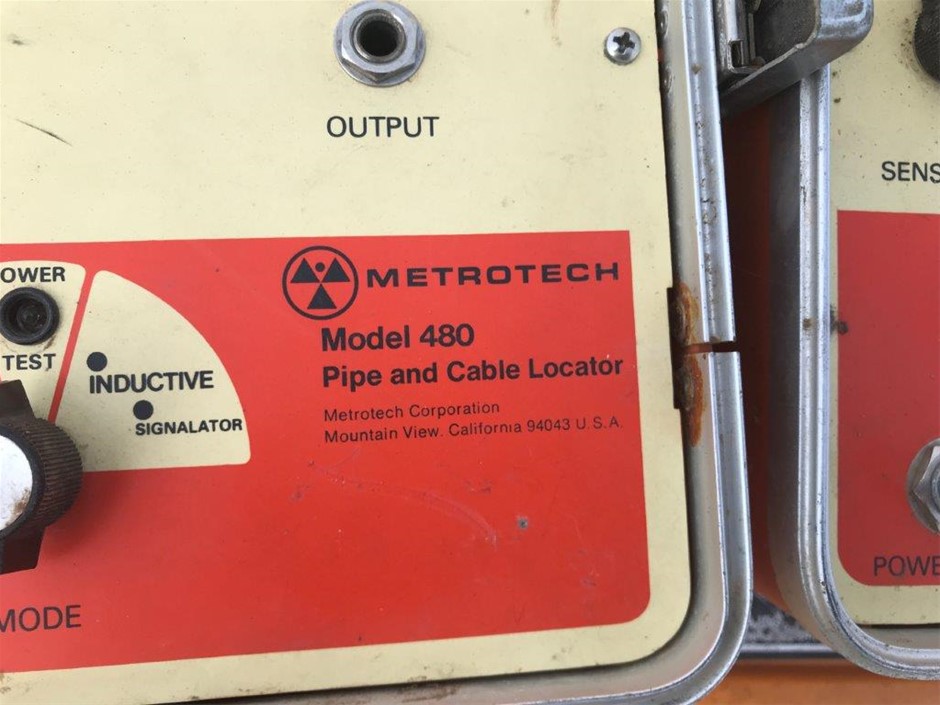 OUTPUT
SENS
OWER
TEST
INDUCTIVE
SIGNALATOR
METROTECH
Model 480
Pipe and Cable Locator
Metrotech Corporation
Mountain View, California 94043 U.S.A.
MODE
POWE